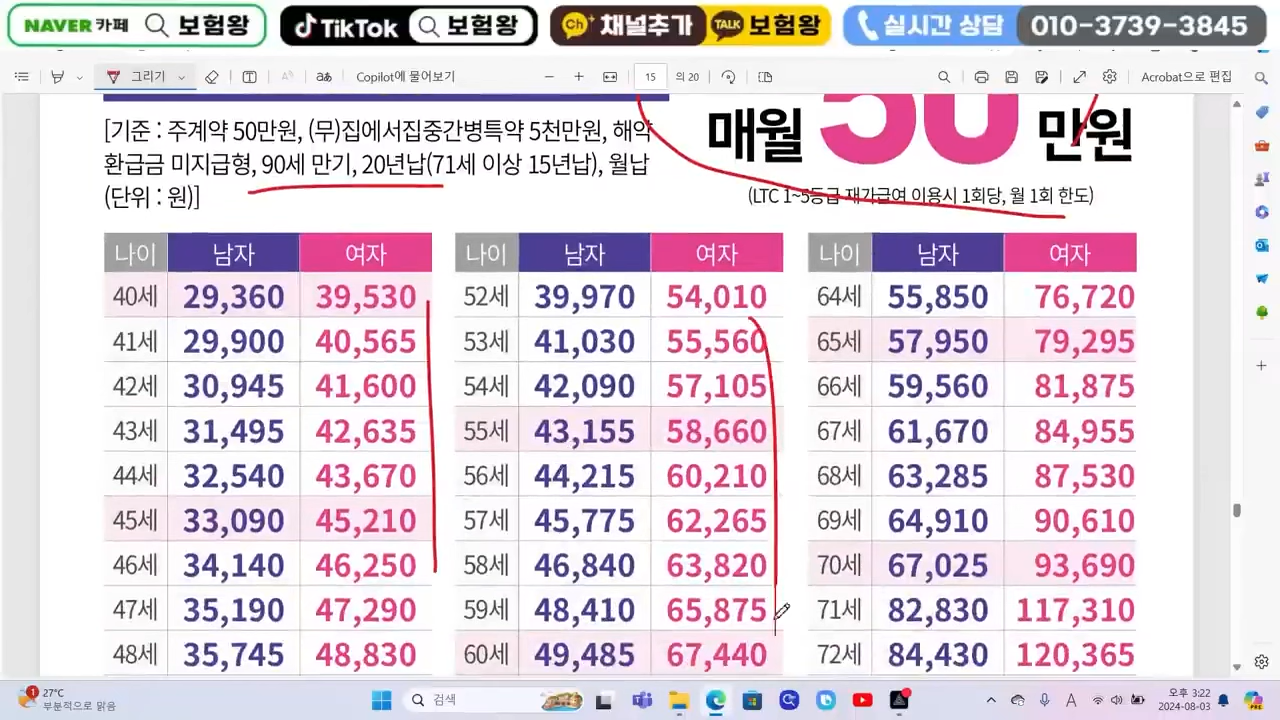 NAVER 카페 보험왕 TikTok 보험왕 Ch+ 채널추가 TALK 보험왕 실시간 상담 010-3739-3845
그리기 Copilot에 물어보기 15 의 20 Acrobat으로 편집
매월 50 만원
[기준 : 주계약 50만원, (무)집에서집중간병특약 5천만원, 해약
환급금 미지급형, 90세 만기, 20년납(71세 이상 15년납), 월납
(단위 : 원)]
(LTC 1~5등급 재가급여 이용시 1회당, 월 1회 한도)
나이 남자 여자 나이 남자 여자 나이 남자 여자
40세 29,360 39,530 52세 39,970 54,010 64세 55,850 76,720
41세 29,900 40,565 53세 41,030 55,560 65세 57,950 79,295
42세 30,945 41,600 54세 42,090 57,105 66세 59,560 81,875
43세 31,495 42,635 55세 43,155 58,660 67세 61,670 84,955
44세 32,540 43,670 56세 44,215 60,210 68세 63,285 87,530
45세 33,090 45,210 57세 45,775 62,265 69세 64,910 90,610
46세 34,140 46,250 58세 46,840 63,820 70세 67,025 93,690
47세 35,190 47,290 59세 48,410 65,875 71세 82,830 117,310
48세 35,745 48,830 60세 49,485 67,440 72세 84,430 120,365
1 27℃ 검색 A 오후 3:22
부분적으로 맑음 2024-08-03